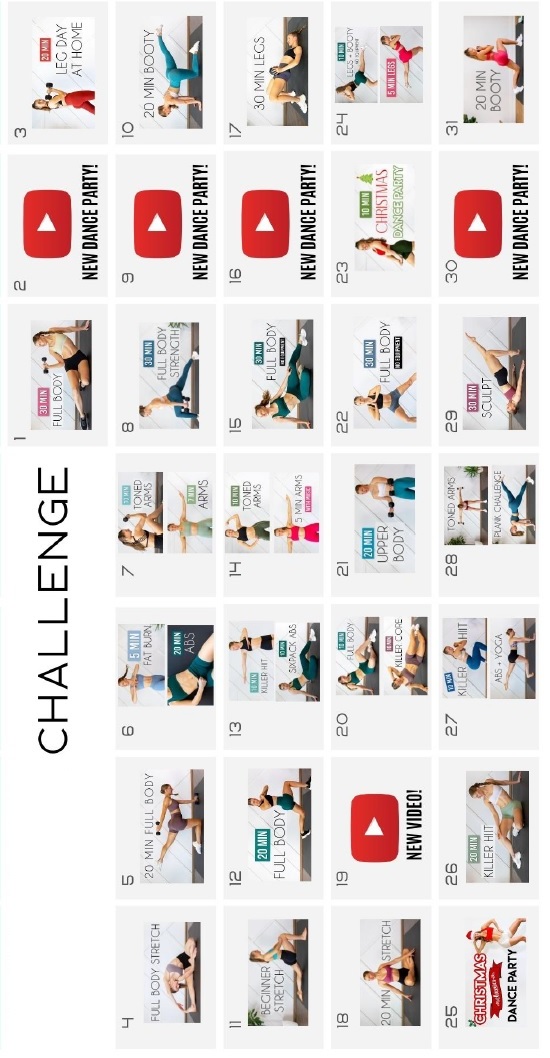 CHALLENGE
1
30 MIN
FULL BODY
2
NEW DANCE PARTY!
3
20 MIN
LEG DAY
AT HOME
4
FULL BODY STRETCH
5
20 MIN FULL BODY
6
5 MIN
FAT BURN
20 MIN
ABS
7
10 MIN
TONED
ARMS
7 MIN
ARMS
8
30 MIN
FULL BODY
STRENGTH
9
NEW DANCE PARTY!
10
20 MIN BOOTY
11
BEGINNER
STRETCH
12
20 MIN
FULL BODY
13
10 MIN
KILLER HIIT
10 MIN
SIXPACK ABS
14
10 MIN
TONED
ARMS
5 MIN ARMS
WITH MUSIC
15
30 MIN
FULL BODY
NO EQUIPMENT
16
NEW DANCE PARTY!
17
30 MIN LEGS
18
20 MIN STRETCH
19
NEW VIDEO!
20
10 MIN
FULL BODY
10 MIN
KILLER CORE
21
20 MIN
UPPER
BODY
22
30 MIN
FULL BODY
NO EQUIPMENT
23
10 MIN
CHRISTMAS
DANCE PARTY
24
10 MIN
LEGS + BOOTY
NO EQUIPMENT
5 MIN LEGS
25
CHRISTMAS
classics
DANCE PARTY
26
20 MIN
KILLER HIIT
27
10 MIN
KILLER HIIT
ABS + YOGA
28
TONED ARMS
PLANK CHALLENGE
29
30 MIN
SCULPT
30
NEW DANCE PARTY!
31
20 MIN
BOOTY